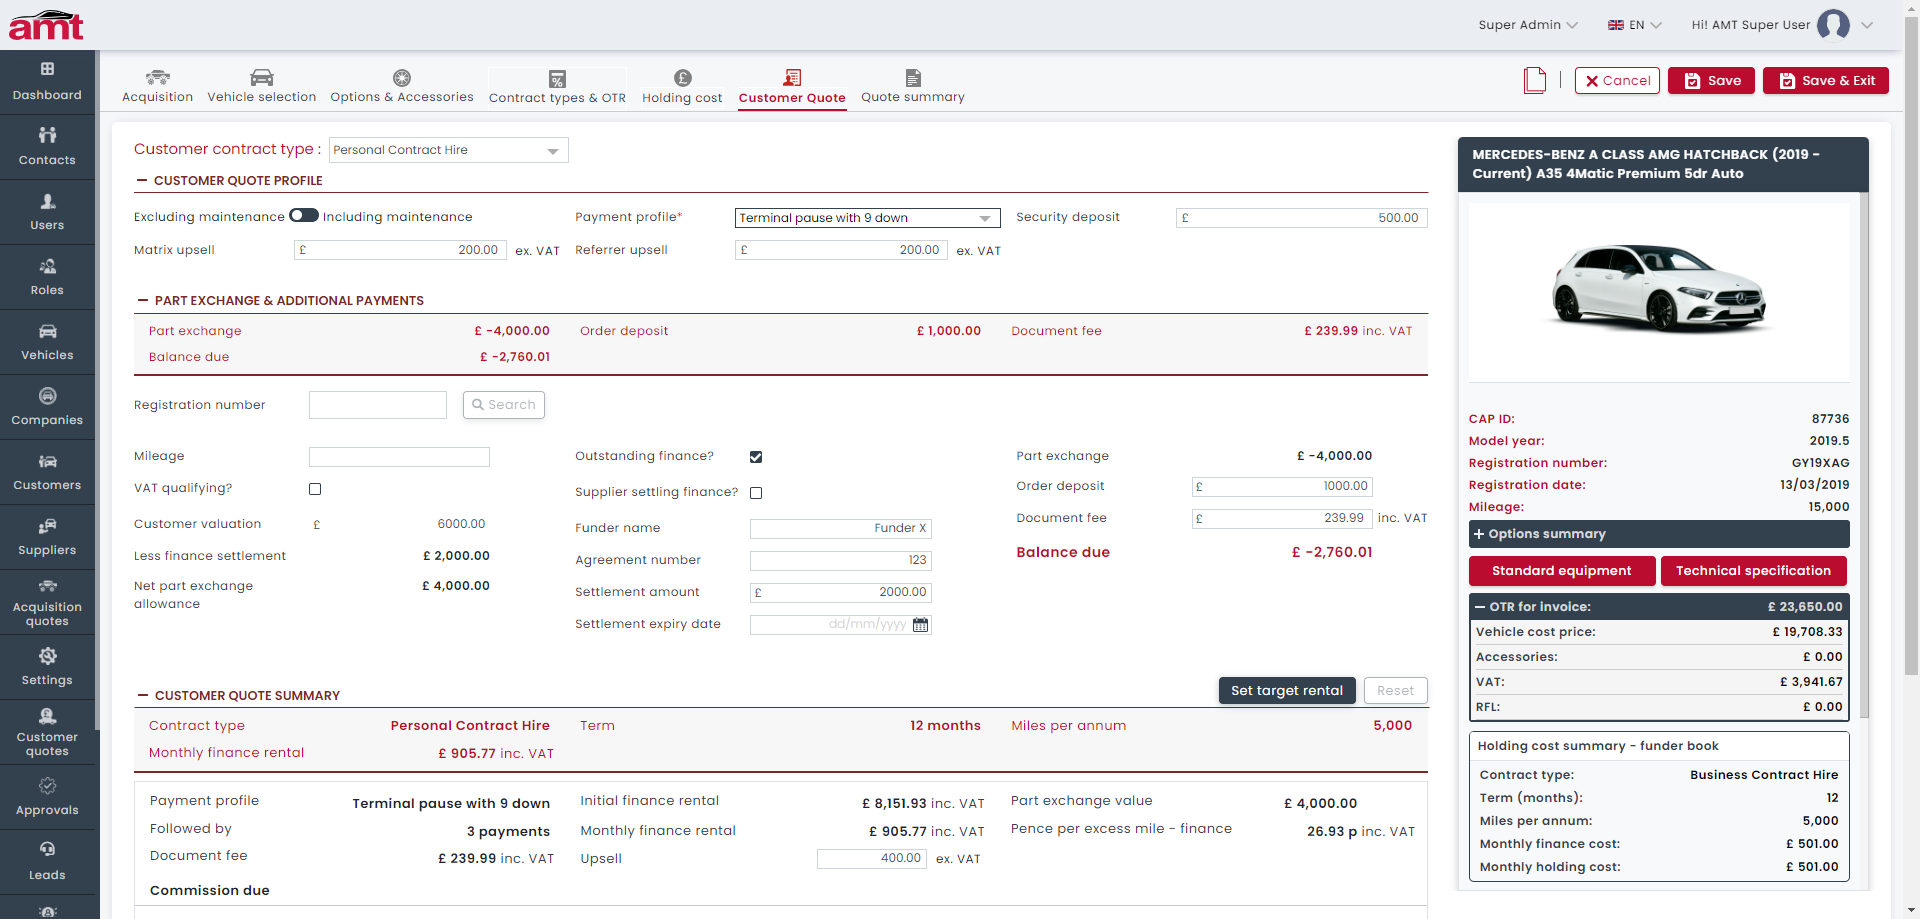 amt
Super Admin
EN
Hi! AMT Super User
Dashboard
Contacts
Users
Roles
Vehicles
Companies
Customers
Suppliers
Acquisition
quotes
Settings
Customer
quotes
Approvals
Leads
Acquisition
Vehicle selection
Options & Accessories
Contract types & OTR
Holding cost
Customer Quote
Quote summary
Cancel
Save
Save & Exit
Customer contract type :
Personal Contract Hire
CUSTOMER QUOTE PROFILE
Excluding maintenance
Including maintenance
Payment profile*
Terminal pause with 9 down
Security deposit
£ 500.00
Matrix upsell
£ 200.00 ex. VAT
Referrer upsell
£ 200.00 ex. VAT
PART EXCHANGE & ADDITIONAL PAYMENTS
Part exchange £ -4,000.00
Order deposit £ 1,000.00
Document fee £ 239.99 inc. VAT
Balance due £ -2,760.01
Registration number
Search
Mileage
VAT qualifying?
Customer valuation £ 6000.00
Less finance settlement £ 2,000.00
Net part exchange £ 4,000.00
allowance
Outstanding finance?
Supplier settling finance?
Funder name Funder X
Agreement number 123
Settlement amount £ 2000.00
Settlement expiry date dd/mm/yyyy
Part exchange £ -4,000.00
Order deposit £ 1000.00
Document fee £ 239.99 inc. VAT
Balance due £ -2,760.01
CUSTOMER QUOTE SUMMARY
Set target rental
Reset
Contract type Personal Contract Hire
Term 12 months
Miles per annum 5,000
Monthly finance rental £ 905.77 inc. VAT
Payment profile Terminal pause with 9 down
Initial finance rental £ 8,151.93 inc. VAT
Part exchange value £ 4,000.00
Followed by 3 payments
Monthly finance rental £ 905.77 inc. VAT
Pence per excess mile - finance 26.93 p inc. VAT
Document fee £ 239.99 inc. VAT
Upsell 400.00 ex. VAT
Commission due
MERCEDES-BENZ A CLASS AMG HATCHBACK (2019 -
Current) A35 4Matic Premium 5dr Auto
CAP ID: 87736
Model year: 2019.5
Registration number: GY19XAG
Registration date: 13/03/2019
Mileage: 15,000
Options summary
Standard equipment
Technical specification
OTR for invoice: £ 23,650.00
Vehicle cost price: £ 19,708.33
Accessories: £ 0.00
VAT: £ 3,941.67
RFL: £ 0.00
Holding cost summary - funder book
Contract type: Business Contract Hire
Term (months): 12
Miles per annum: 5,000
Monthly finance cost: £ 501.00
Monthly holding cost: £ 501.00